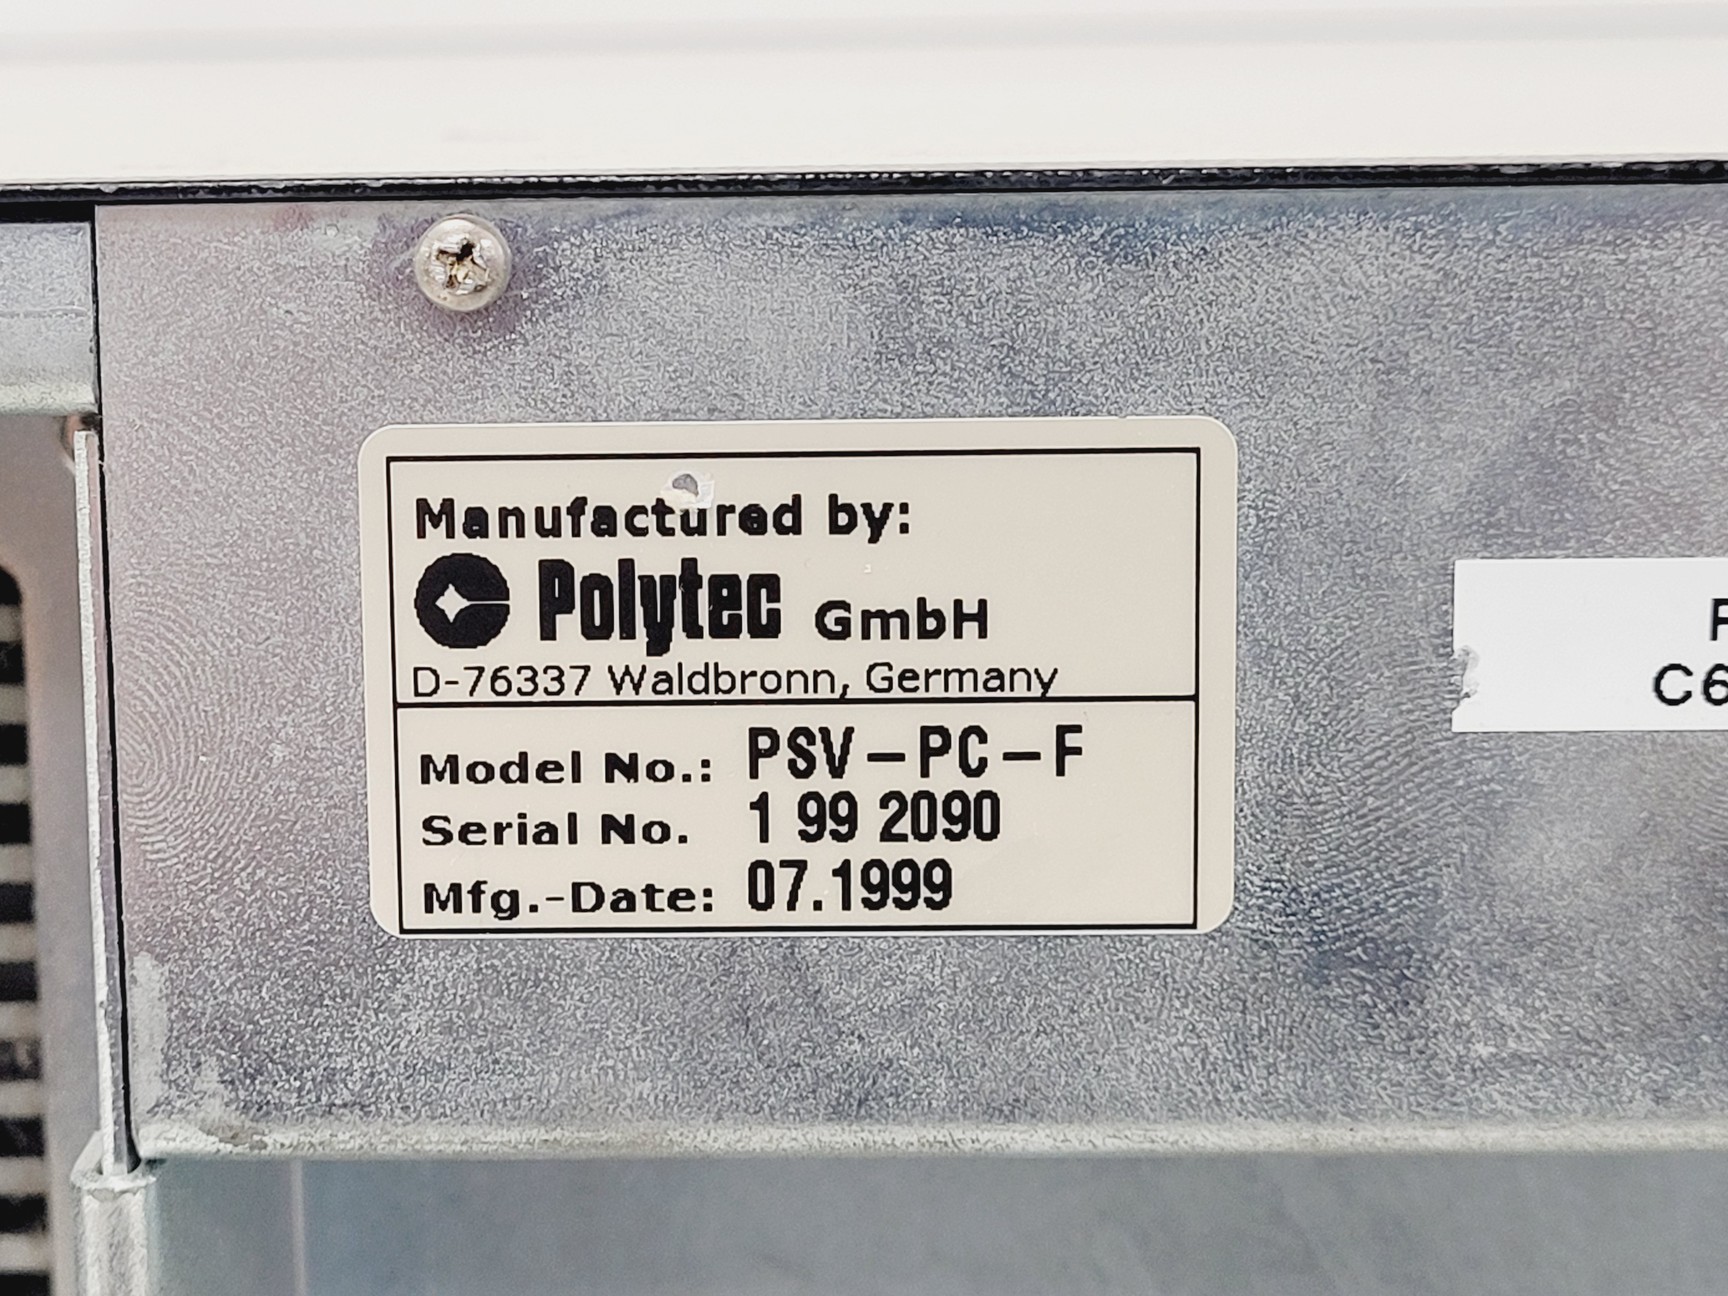 Manufactured by:
Polytec GmbH
D-76337 Waldbronn, Germany
Model No.: PSV-PC-F
Serial No. 1 99 2090
Mfg.-Date: 07.1999
C6